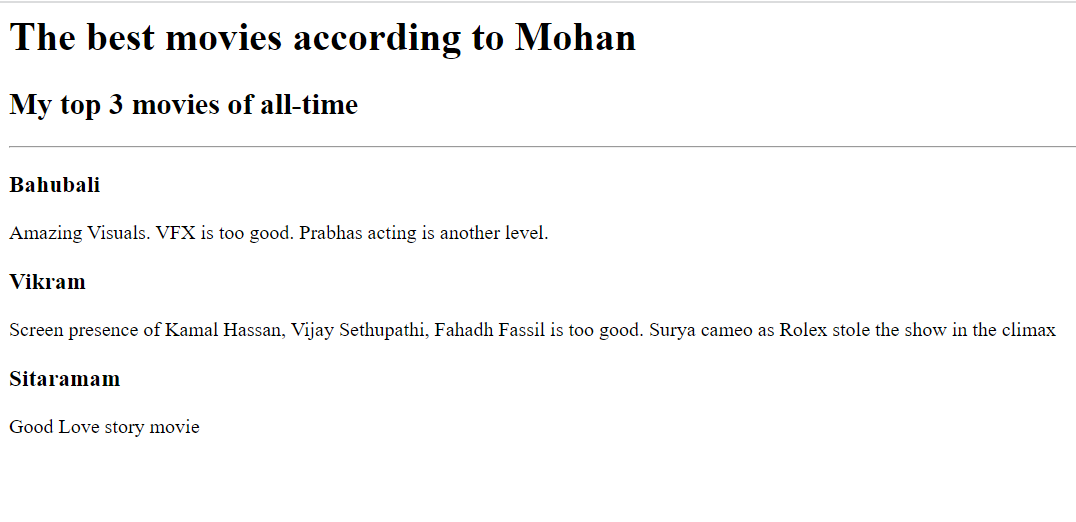 The best movies according to Mohan
My top 3 movies of all-time
Bahubali
Amazing Visuals. VFX is too good. Prabhas acting is another level.
Vikram
Screen presence of Kamal Hassan, Vijay Sethupathi, Fahadh Fassil is too good. Surya cameo as Rolex stole the show in the climax
Sitaramam
Good Love story movie